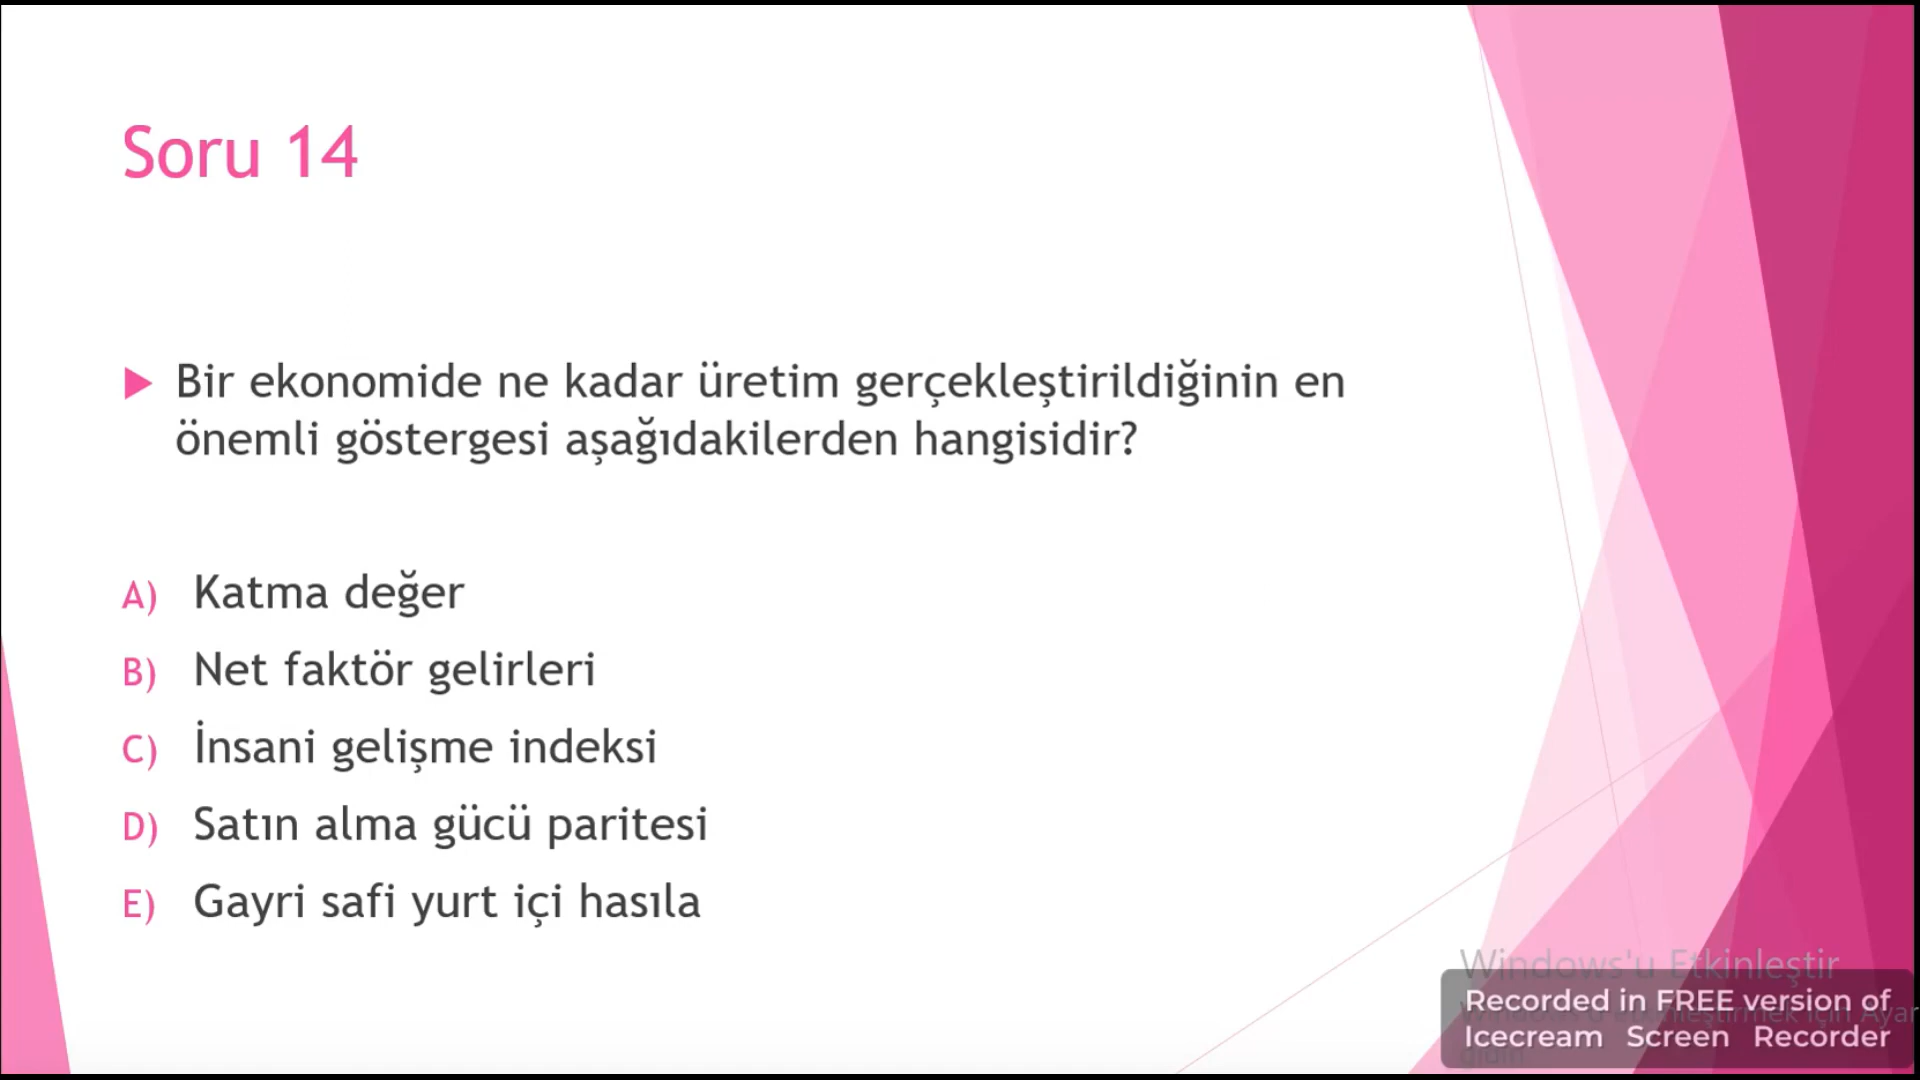 Soru 14
Bir ekonomide ne kadar üretim gerçekleştirildiğinin en
önemli göstergesi aşağıdakilerden hangisidir?
A) Katma değer
B) Net faktör gelirleri
C) İnsani gelişme indeksi
D) Satın alma gücü paritesi
E) Gayri safi yurt içi hasıla
Windows'u Etkinleştir
Recorded in FREE version of
Icecream Screen Recorder